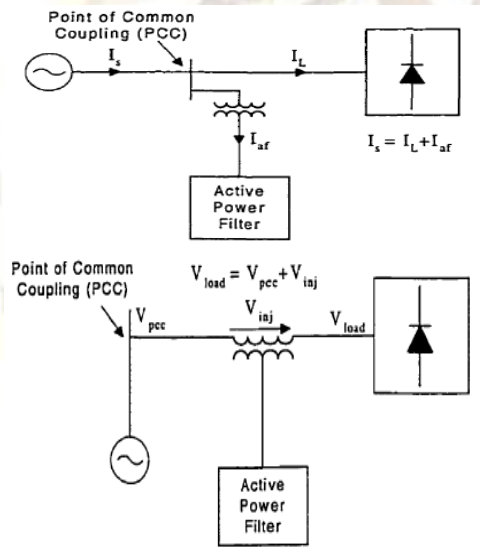 Point of Common
Coupling (PCC)
I_s
I_L
I_af
I_s = I_L+I_af
Active
Power
Filter
Point of Common
Coupling (PCC)
V_load = V_pcc+V_inj
V_pcc
V_inj
V_load
Active
Power
Filter